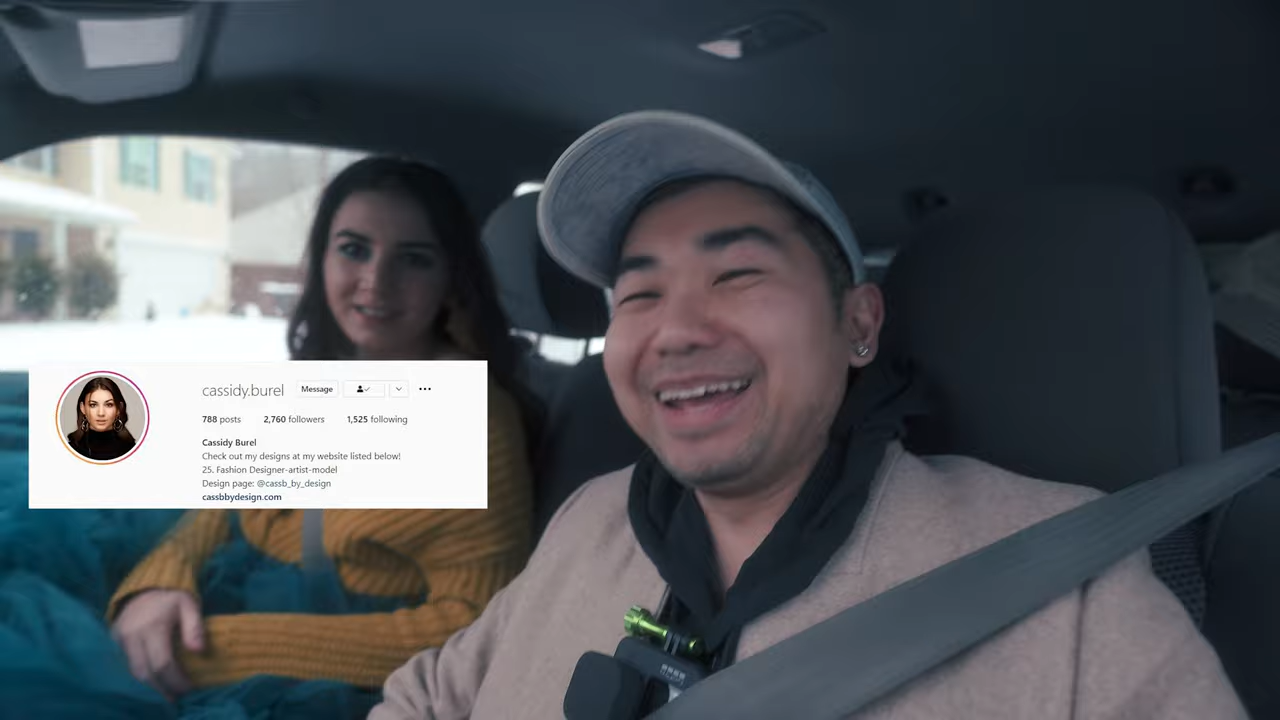 cassidy.burel Message
788 posts 2,760 followers 1,525 following
Cassidy Burel
Check out my designs at my website listed below!
25. Fashion Designer-artist-model
Design page: @cassb_by_design
cassbbydesign.com